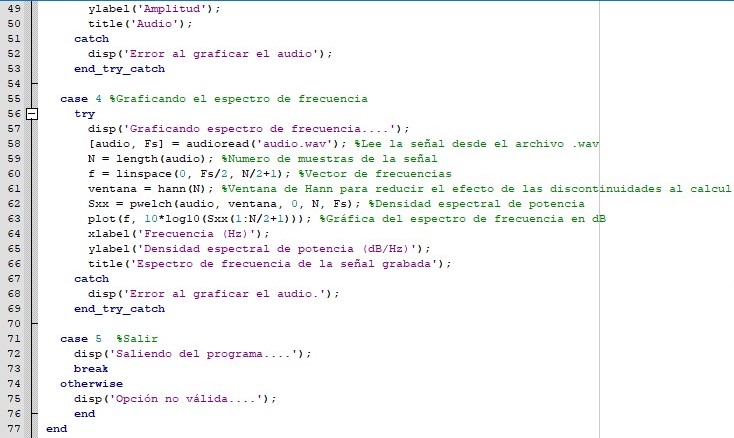 49 ylabel('Amplitud');
50 title('Audio');
51 catch
52 disp('Error al graficar el audio');
53 end_try_catch
54
55 case 4 %Graficando el espectro de frecuencia
56 try
57 disp('Graficando espectro de frecuencia....');
58 [audio, Fs] = audioread('audio.wav'); %Lee la señal desde el archivo .wav
59 N = length(audio); %Numero de muestras de la señal
60 f = linspace(0, Fs/2, N/2+1); %Vector de frecuencias
61 ventana = hann(N); %Ventana de Hann para reducir el efecto de las discontinuidades al calcul
62 Sxx = pwelch(audio, ventana, 0, N, Fs); %Densidad espectral de potencia
63 plot(f, 10*log10(Sxx(1:N/2+1))); %Gráfica del espectro de frecuencia en dB
64 xlabel('Frecuencia (Hz)');
65 ylabel('Densidad espectral de potencia (dB/Hz)');
66 title('Espectro de frecuencia de la señal grabada');
67 catch
68 disp('Error al graficar el audio.');
69 end_try_catch
70
71 case 5 %Salir
72 disp('Saliendo del programa....');
73 break
74 otherwise
75 disp('Opción no válida....');
76 end
77 end